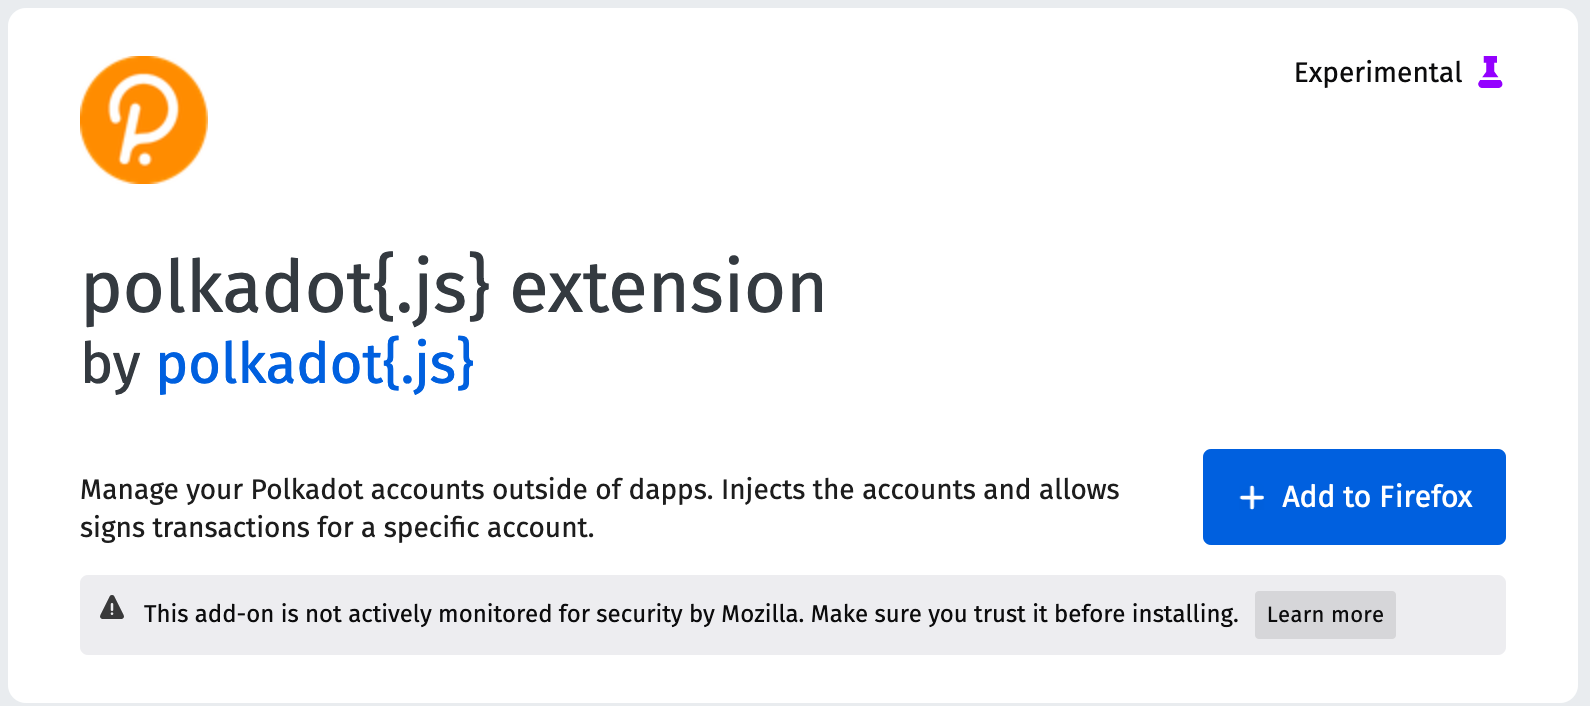 Experimental
polkadot{.js} extension
by polkadot{.js}
Manage your Polkadot accounts outside of dapps. Injects the accounts and allows
signs transactions for a specific account.
+ Add to Firefox
This add-on is not actively monitored for security by Mozilla. Make sure you trust it before installing. Learn more